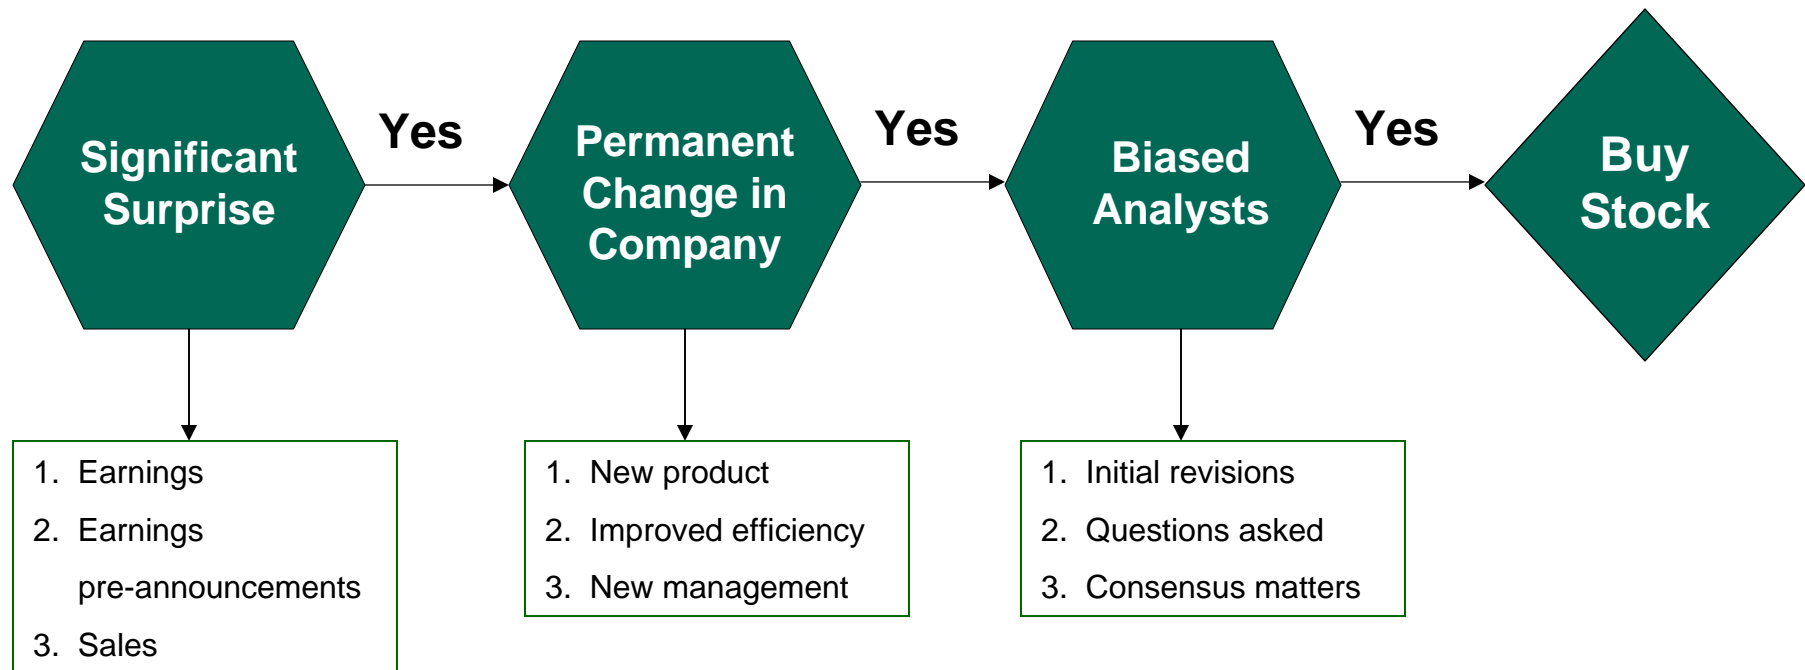 Significant
Surprise
Yes
Permanent
Change in
Company
Yes
Biased
Analysts
Yes
Buy
Stock
1. Earnings
2. Earnings
pre-announcements
3. Sales
1. New product
2. Improved efficiency
3. New management
1. Initial revisions
2. Questions asked
3. Consensus matters